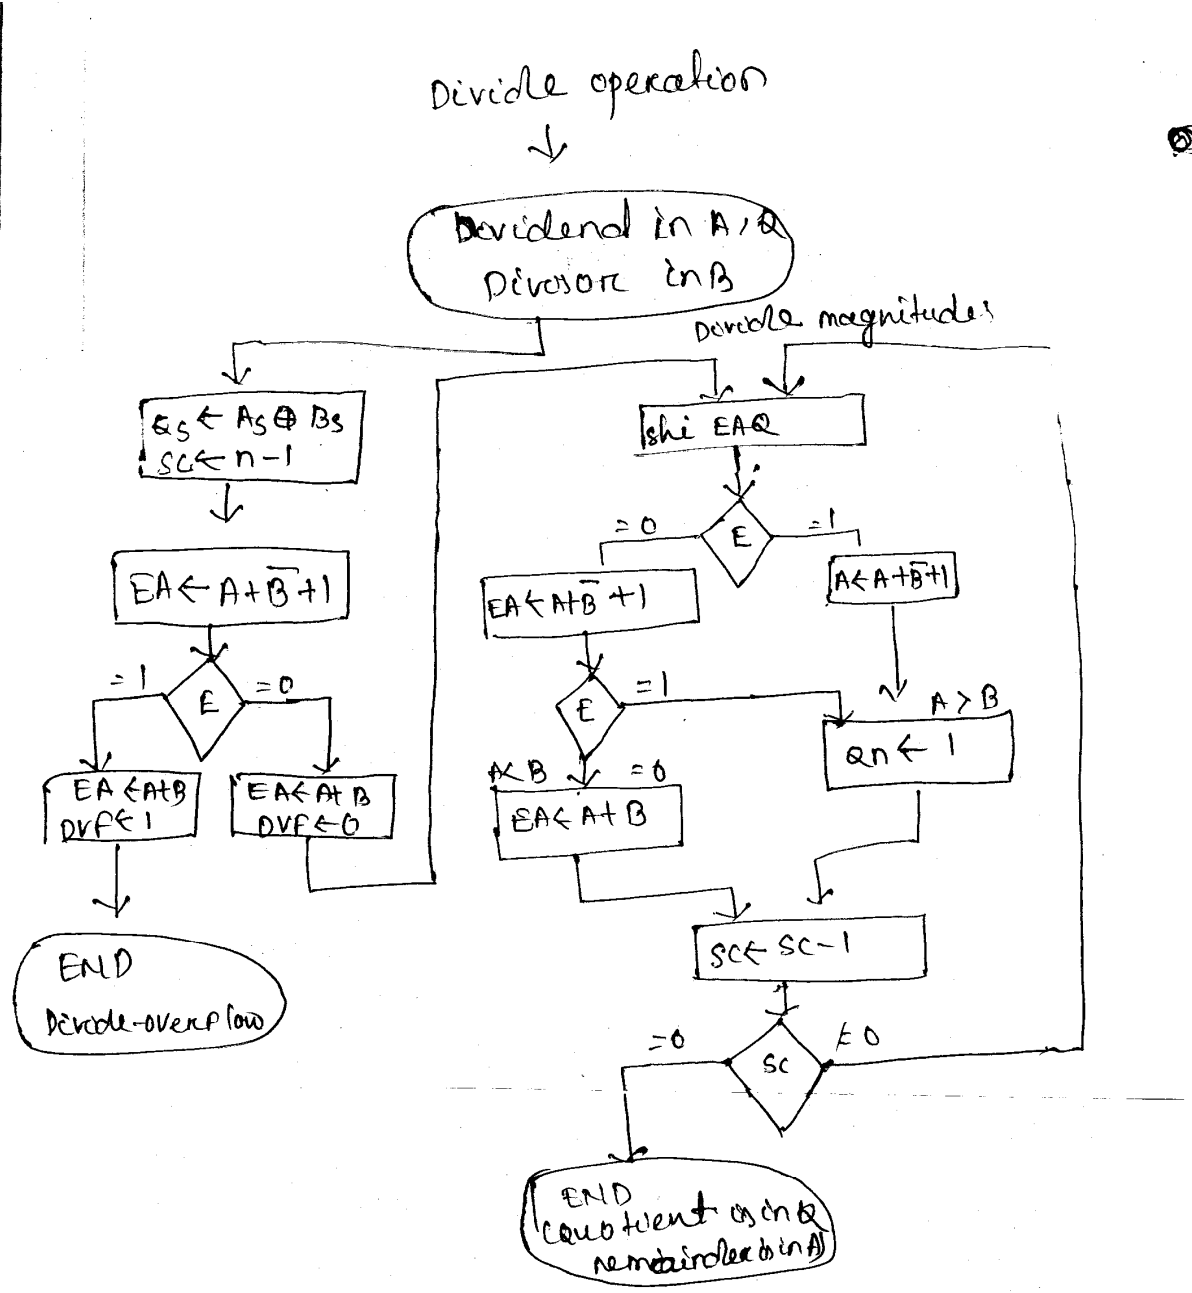 Divide operation
Dividend in A, Q
Divisor in B
Divide magnitudes
Qs ← As ⊕ Bs
SC ← n-1
shl EAQ
E
=0
=1
EA ← A+B̅+1
EA ← A+B̅+1
A ← A+B̅+1
E
=1
=0
E
=1
A > B
Qn ← 1
A < B
=0
EA ← A+B
DVF ← 1
EA ← A+B
DVF ← 0
EA ← A+B
SC ← SC-1
END
Divide-overflow
SC
=0
≠0
END
quotient is in Q
remainder is in A